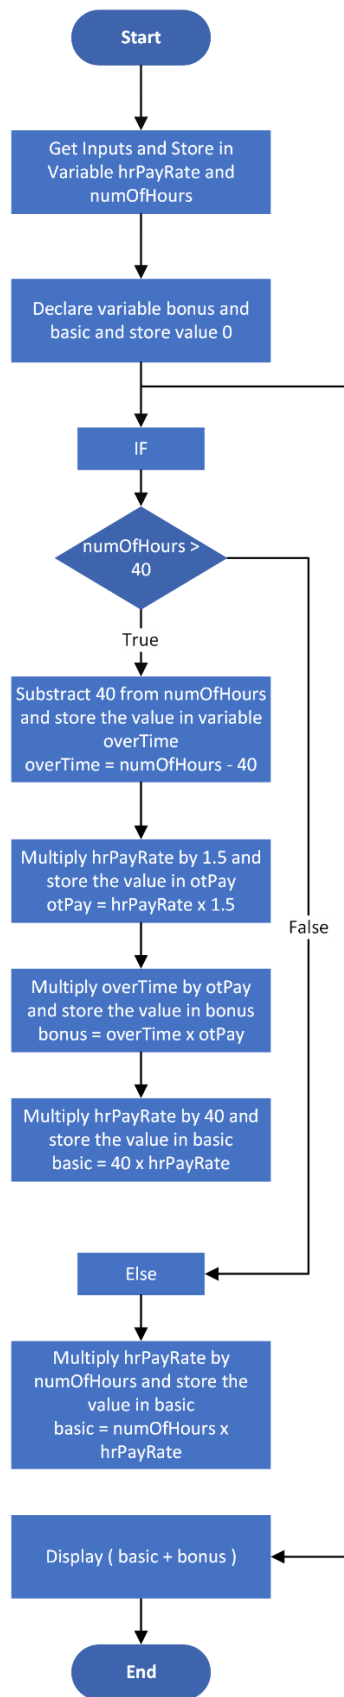 Start
Get Inputs and Store in
Variable hrPayRate and
numOfHours
Declare variable bonus and
basic and store value 0
IF
numOfHours >
40
True
Substract 40 from numOfHours
and store the value in variable
overTime
overTime = numOfHours - 40
Multiply hrPayRate by 1.5 and
store the value in otPay
otPay = hrPayRate x 1.5
False
Multiply overTime by otPay
and store the value in bonus
bonus = overTime x otPay
Multiply hrPayRate by 40 and
store the value in basic
basic = 40 x hrPayRate
Else
Multiply hrPayRate by
numOfHours and store the
value in basic
basic = numOfHours x
hrPayRate
Display ( basic + bonus )
End